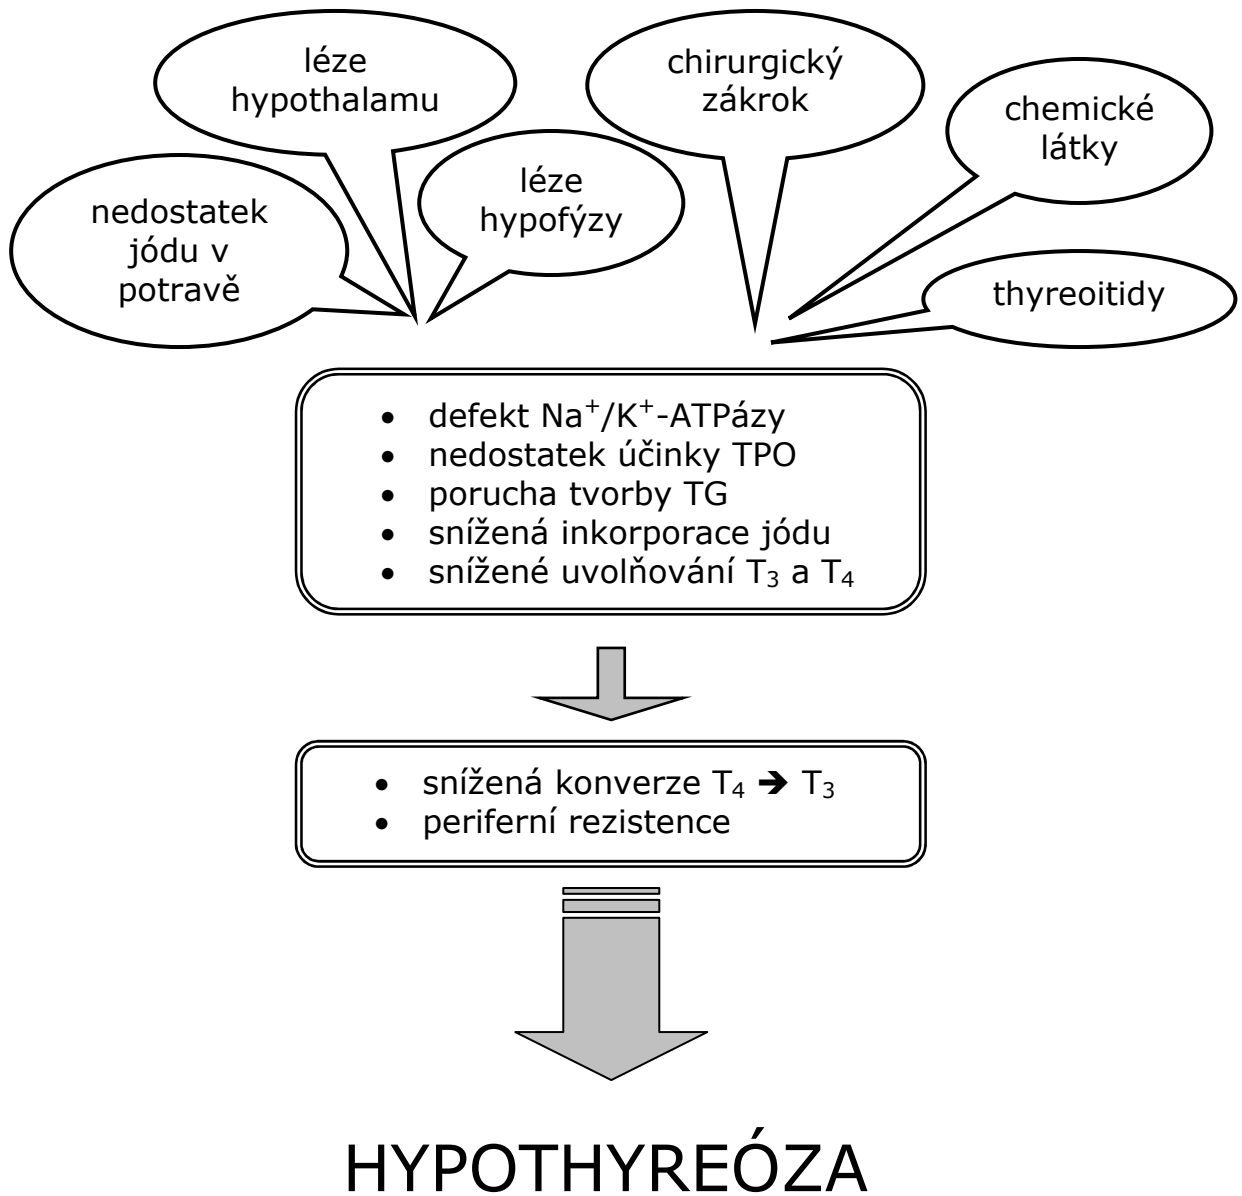 léze
hypothalamu
chirurgický
zákrok
chemické
látky
léze
hypofýzy
nedostatek
jódu v
potravě
thyreoitidy
• defekt Na⁺/K⁺-ATPázy
• nedostatek účinky TPO
• porucha tvorby TG
• snížená inkorporace jódu
• snížené uvolňování T₃ a T₄
• snížená konverze T₄ ➔ T₃
• periferní rezistence
HYPOTHYREÓZA